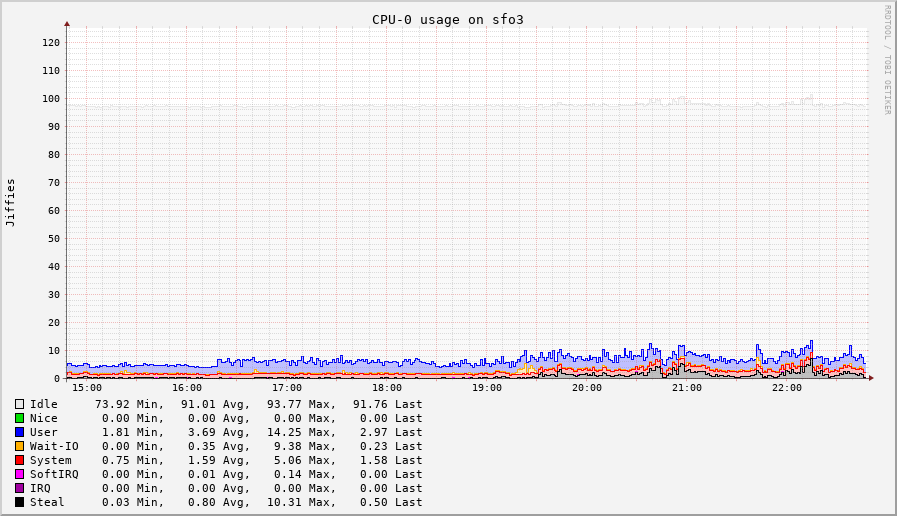 CPU-0 usage on sfo3
RRDTOOL / TOBI OETIKER
Jiffies
120
110
100
90
80
70
60
50
40
30
20
10
0
15:00 16:00 17:00 18:00 19:00 20:00 21:00 22:00
Idle 73.92 Min, 91.01 Avg, 93.77 Max, 91.76 Last
Nice 0.00 Min, 0.00 Avg, 0.00 Max, 0.00 Last
User 1.81 Min, 3.69 Avg, 14.25 Max, 2.97 Last
Wait-IO 0.00 Min, 0.35 Avg, 9.38 Max, 0.23 Last
System 0.75 Min, 1.59 Avg, 5.06 Max, 1.58 Last
SoftIRQ 0.00 Min, 0.01 Avg, 0.14 Max, 0.00 Last
IRQ 0.00 Min, 0.00 Avg, 0.00 Max, 0.00 Last
Steal 0.03 Min, 0.80 Avg, 10.31 Max, 0.50 Last